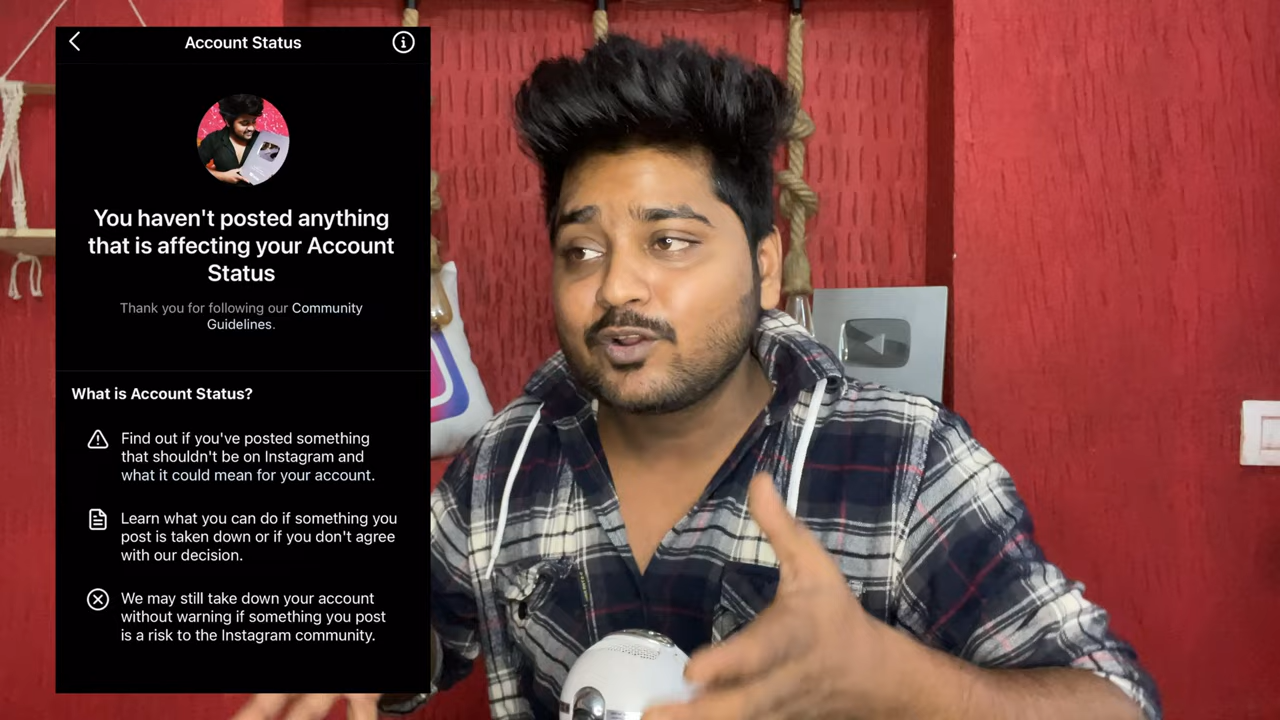 Account Status
You haven't posted anything
that is affecting your Account
Status
Thank you for following our Community
Guidelines.
What is Account Status?
Find out if you've posted something
that shouldn't be on Instagram and
what it could mean for your account.
Learn what you can do if something you
post is taken down or if you don't agree
with our decision.
We may still take down your account
without warning if something you post
is a risk to the Instagram community.